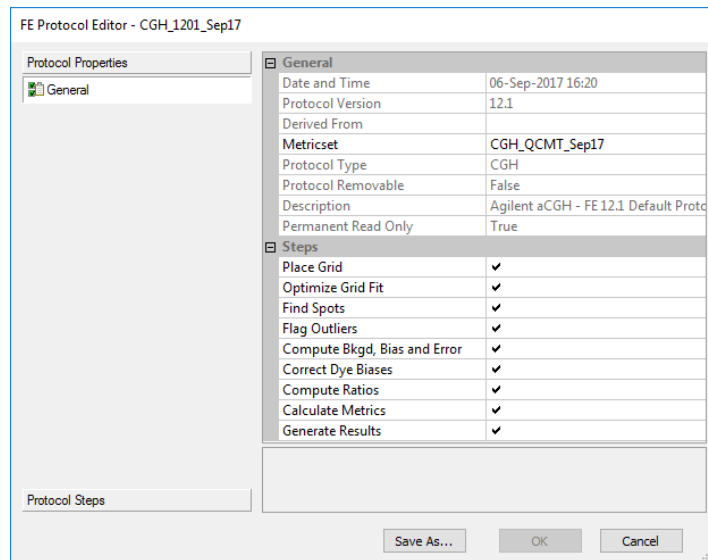 FE Protocol Editor - CGH_1201_Sep17
Protocol Properties
General
General
Date and Time 06-Sep-2017 16:20
Protocol Version 12.1
Derived From
Metricset CGH_QCMT_Sep17
Protocol Type CGH
Protocol Removable False
Description Agilent aCGH - FE 12.1 Default Proto
Permanent Read Only True
Steps
Place Grid ✔
Optimize Grid Fit ✔
Find Spots ✔
Flag Outliers ✔
Compute Bkgd, Bias and Error ✔
Correct Dye Biases ✔
Compute Ratios ✔
Calculate Metrics ✔
Generate Results ✔
Protocol Steps
Save As... OK Cancel